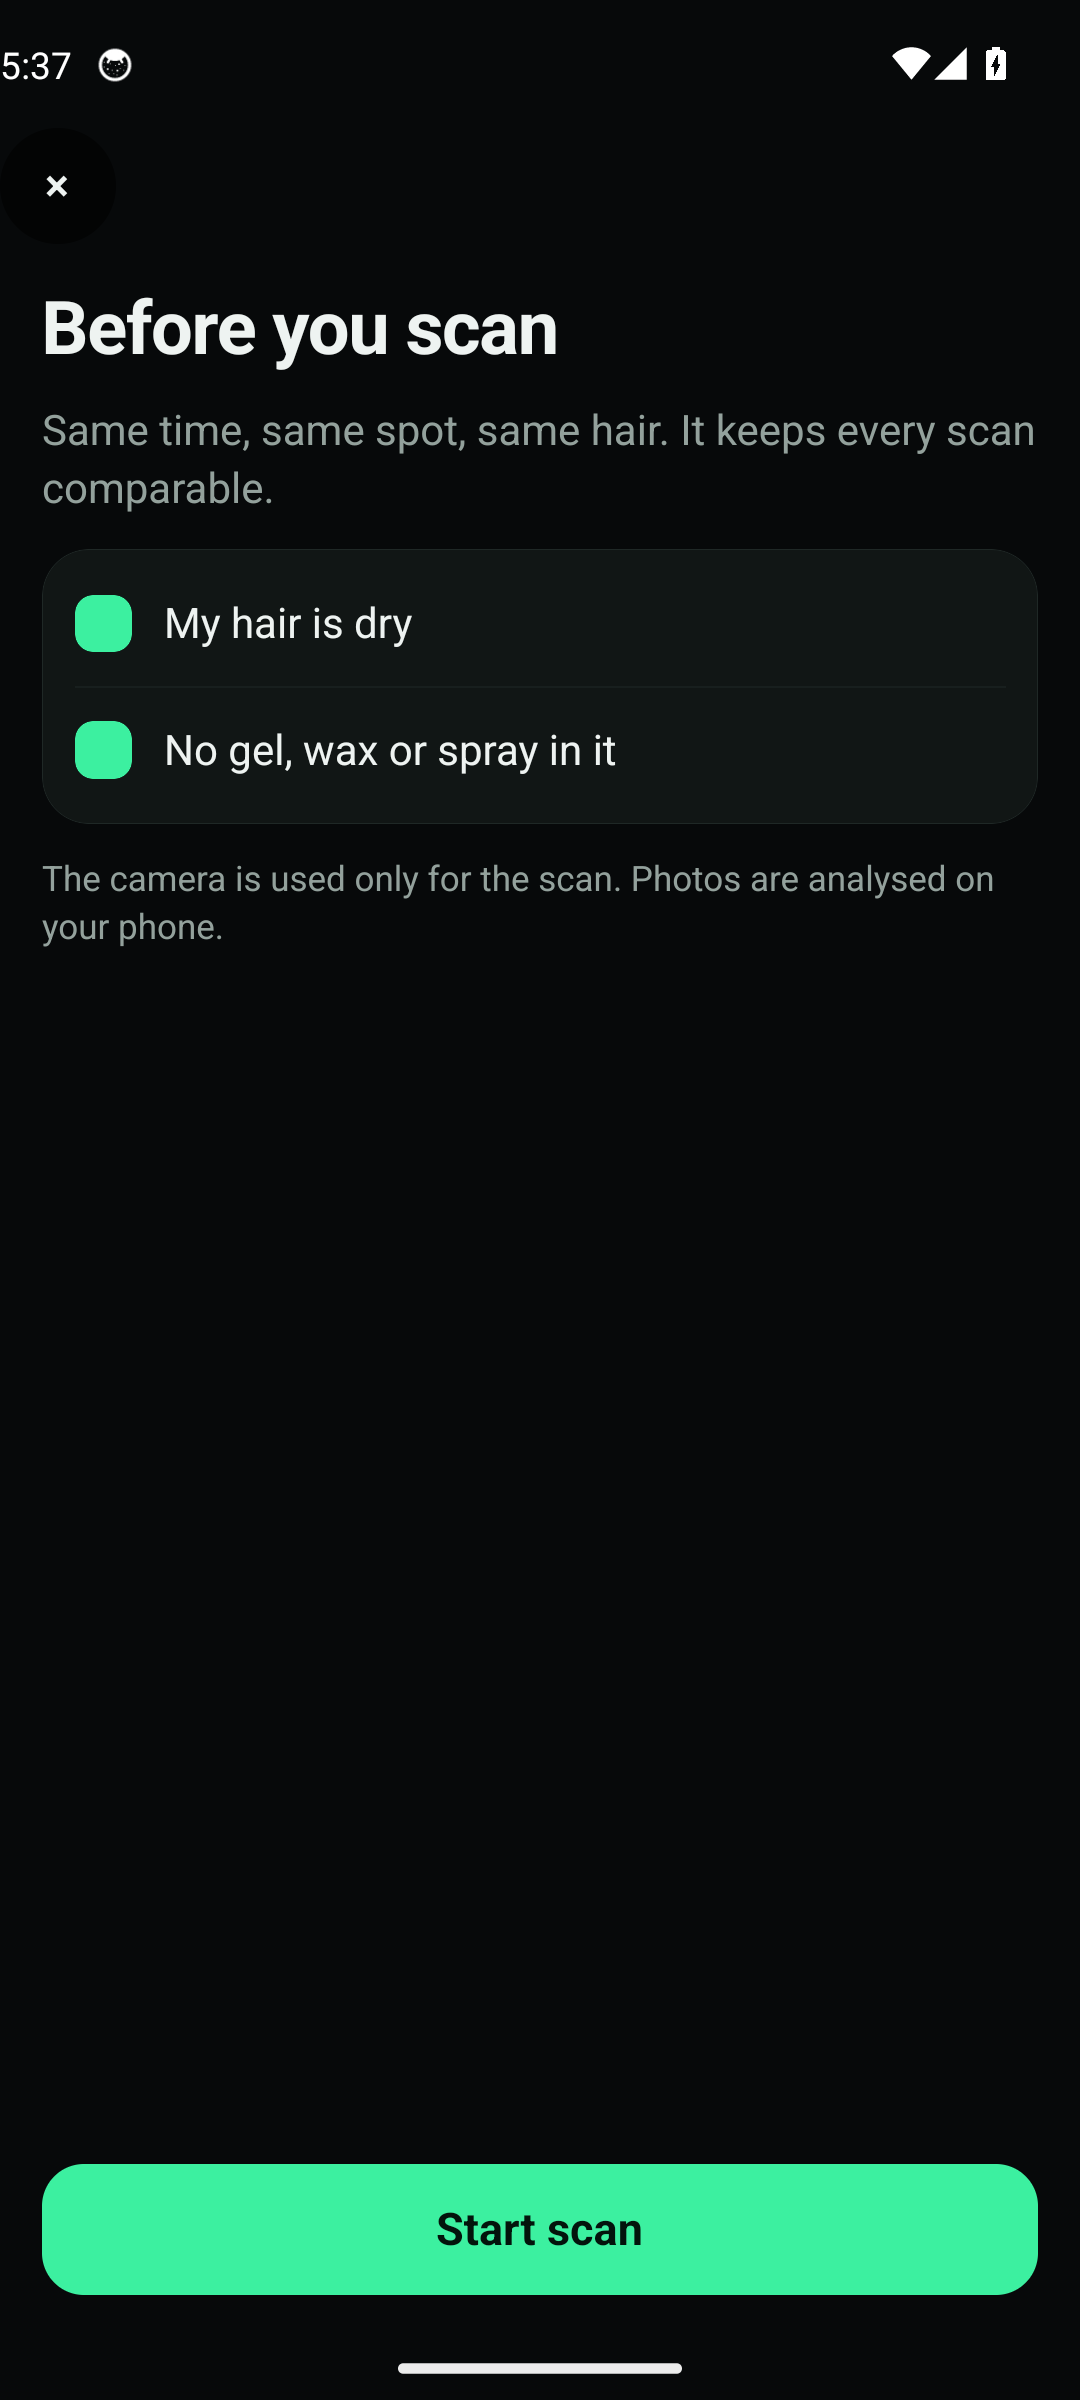 5:37
×
Before you scan
Same time, same spot, same hair. It keeps every scan
comparable.
My hair is dry
No gel, wax or spray in it
The camera is used only for the scan. Photos are analysed on
your phone.
Start scan